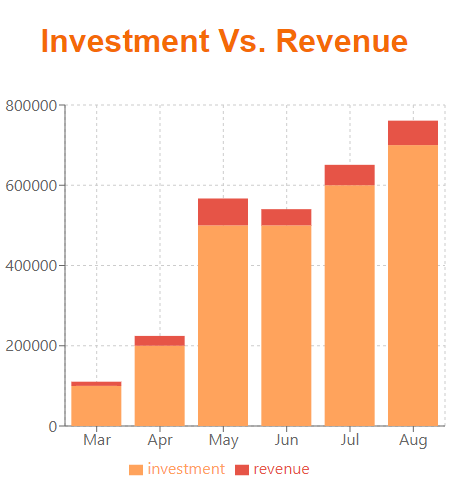 Investment Vs. Revenue
800000
600000
400000
200000
0
Mar Apr May Jun Jul Aug
investment revenue